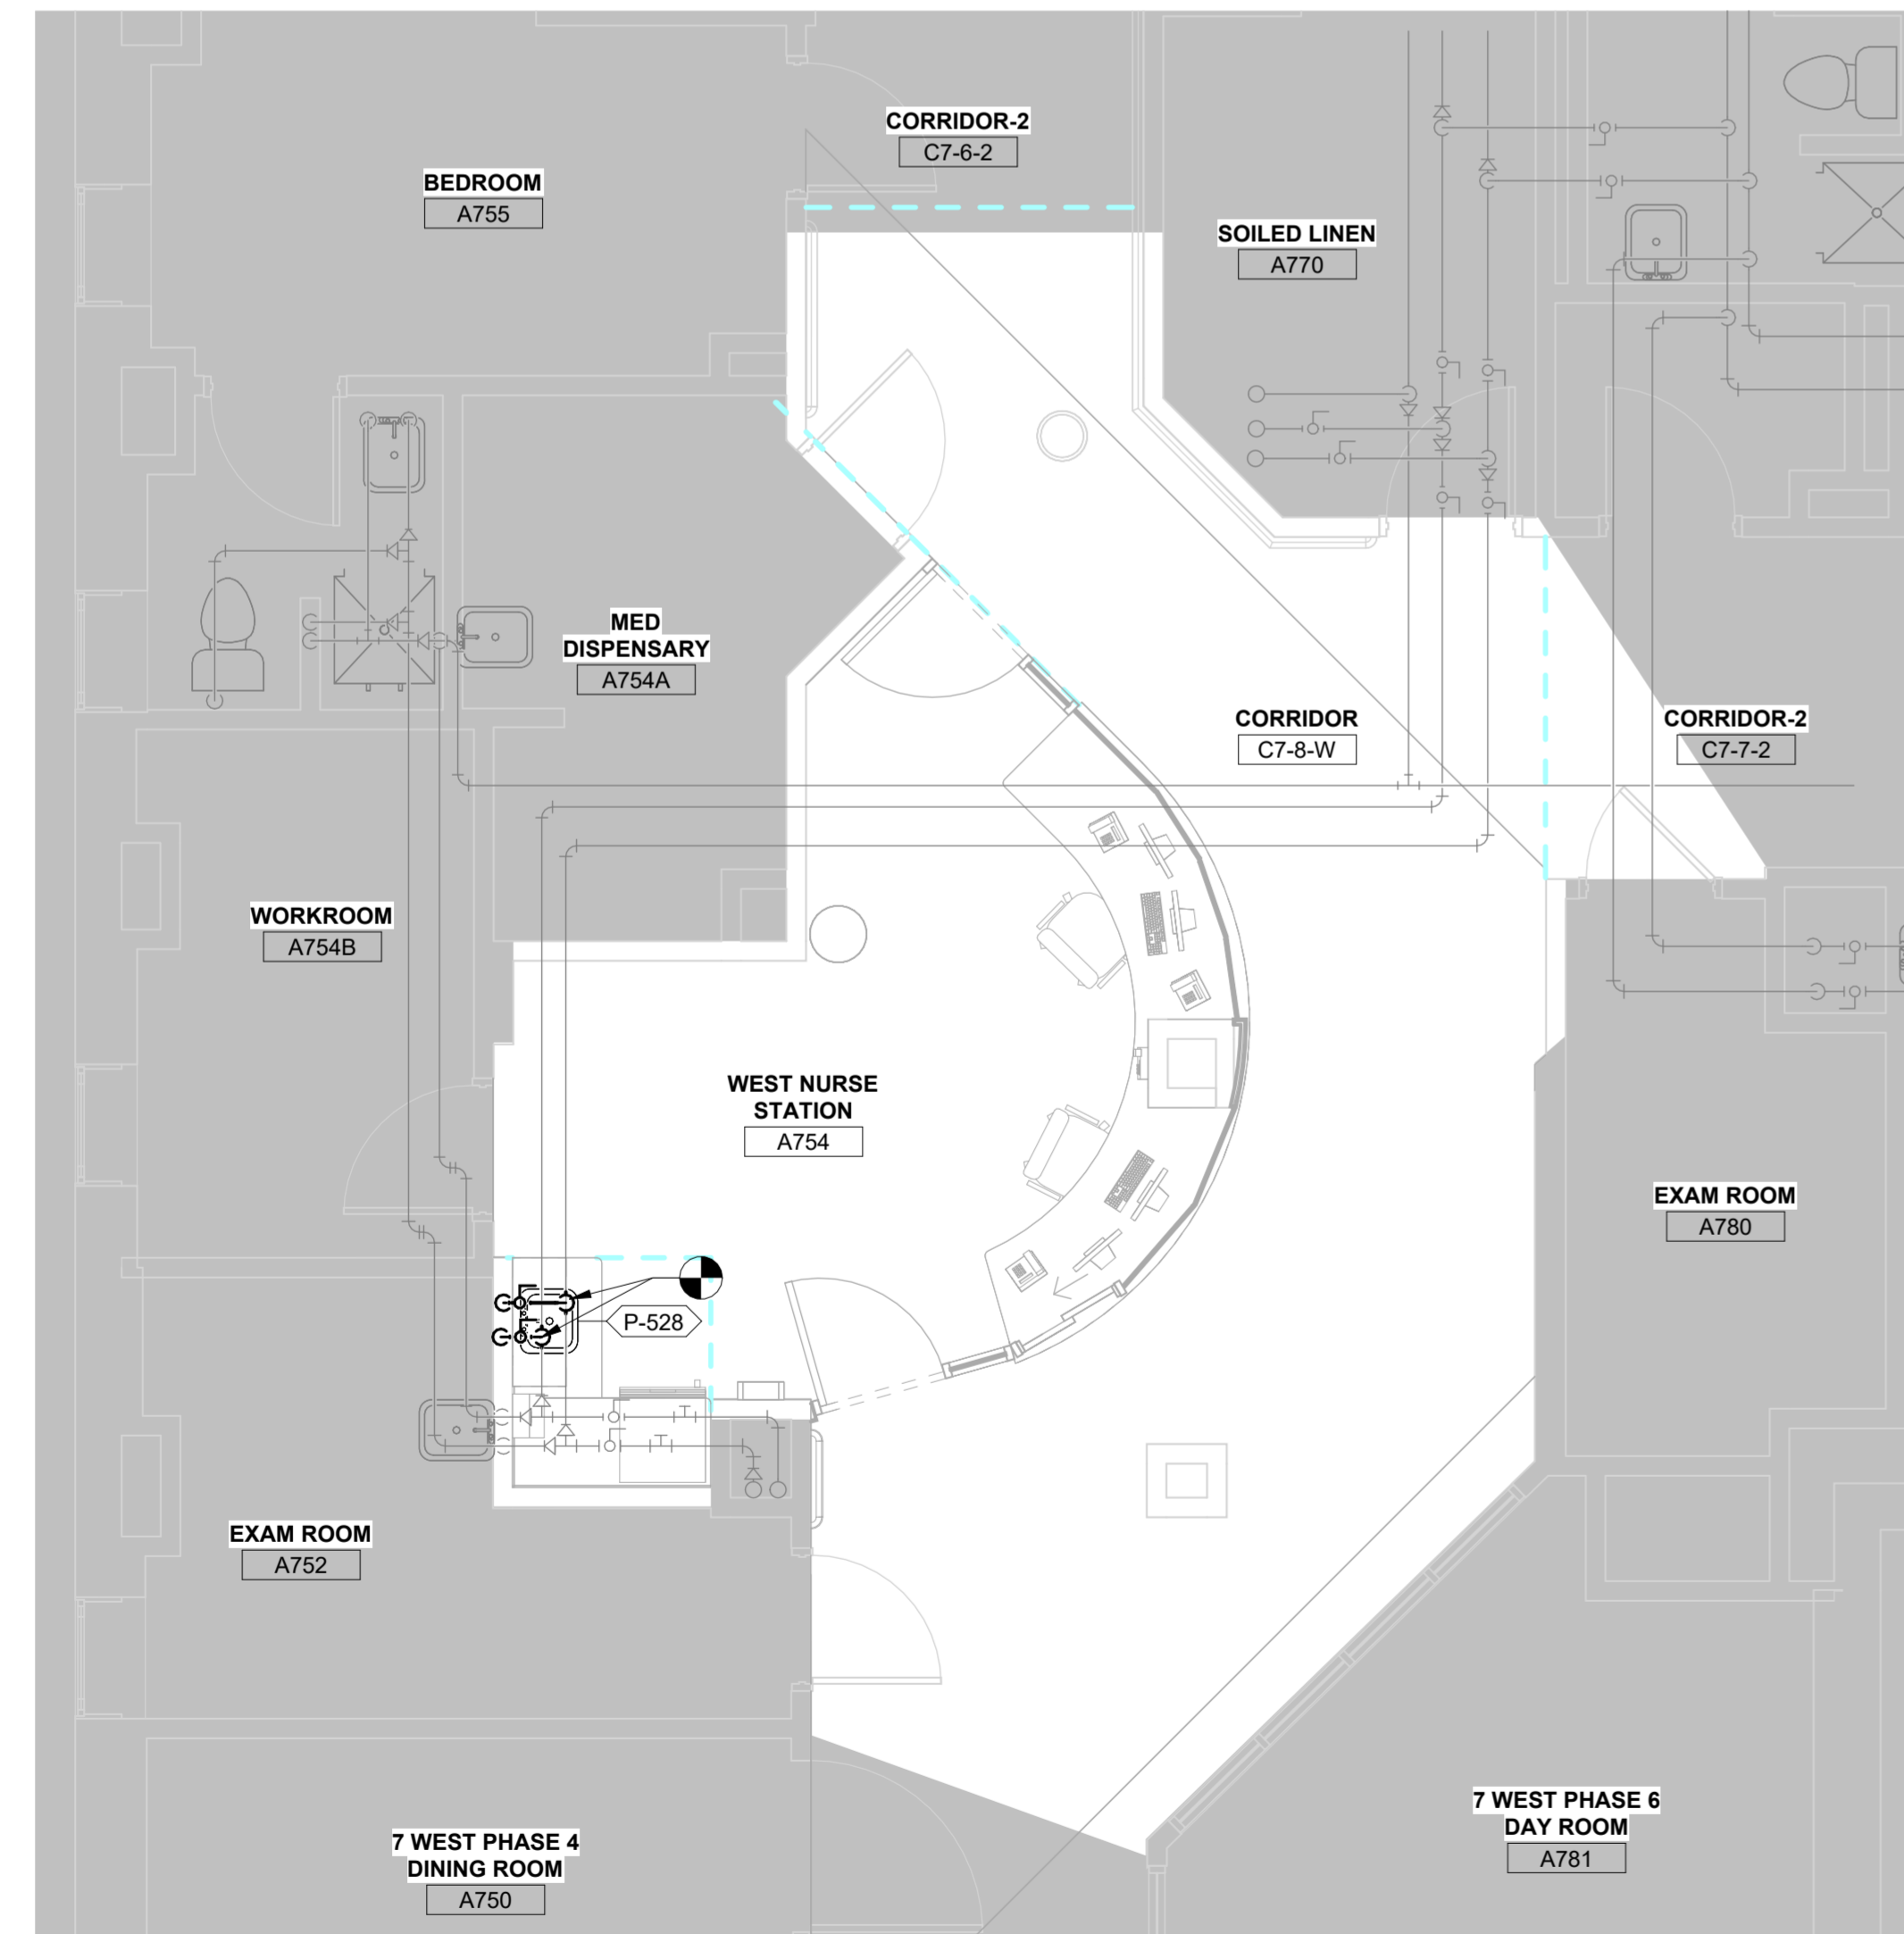 CORRIDOR-2
C7-6-2
BEDROOM
A755
SOILED LINEN
A770
MED
DISPENSARY
A754A
CORRIDOR
C7-8-W
CORRIDOR-2
C7-7-2
WORKROOM
A754B
WEST NURSE
STATION
A754
EXAM ROOM
A780
P-528
EXAM ROOM
A752
7 WEST PHASE 6
DAY ROOM
A781
7 WEST PHASE 4
DINING ROOM
A750